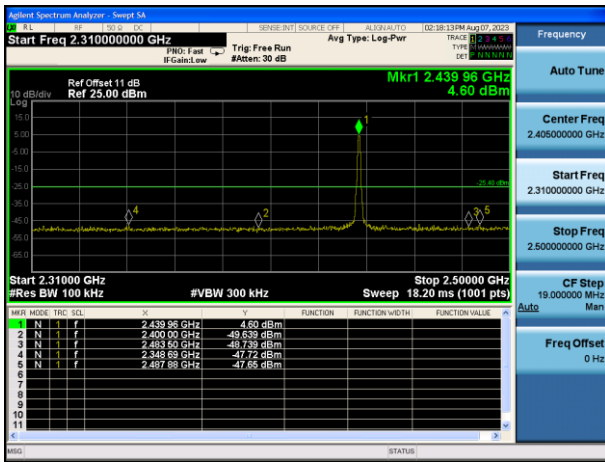 Agilent Spectrum Analyzer - Swept SA
RL RF 50 Ω DC SENSE:INT SOURCE OFF ALIGN AUTO 02:18:13 PM Aug 07, 2023
Start Freq 2.310000000 GHz
PNO: Fast
IFGain:Low
Trig: Free Run
#Atten: 30 dB
Avg Type: Log-Pwr
TRACE 1 2 3 4 5 6
TYPE M WWWWW
DET P N N N N N
Mkr1 2.439 96 GHz
4.60 dBm
Ref Offset 11 dB
10 dB/div Ref 25.00 dBm
Log
15.0
5.00
-5.00
-15.0
-25.0
-25.40 dBm
-35.0
-45.0
-55.0
-65.0
1
4
2
3
5
Start 2.31000 GHz Stop 2.50000 GHz
#Res BW 100 kHz #VBW 300 kHz Sweep 18.20 ms (1001 pts)
MKR MODE TRC SCL X Y FUNCTION FUNCTION WIDTH FUNCTION VALUE
1 N 1 f 2.439 96 GHz 4.60 dBm
2 N 1 f 2.400 00 GHz -49.639 dBm
3 N 1 f 2.483 50 GHz -48.739 dBm
4 N 1 f 2.348 69 GHz -47.72 dBm
5 N 1 f 2.487 88 GHz -47.65 dBm
6
7
8
9
10
11
MSG STATUS
Frequency
Auto Tune
Center Freq
2.405000000 GHz
Start Freq
2.310000000 GHz
Stop Freq
2.500000000 GHz
CF Step
19.000000 MHz
Auto Man
Freq Offset
0 Hz